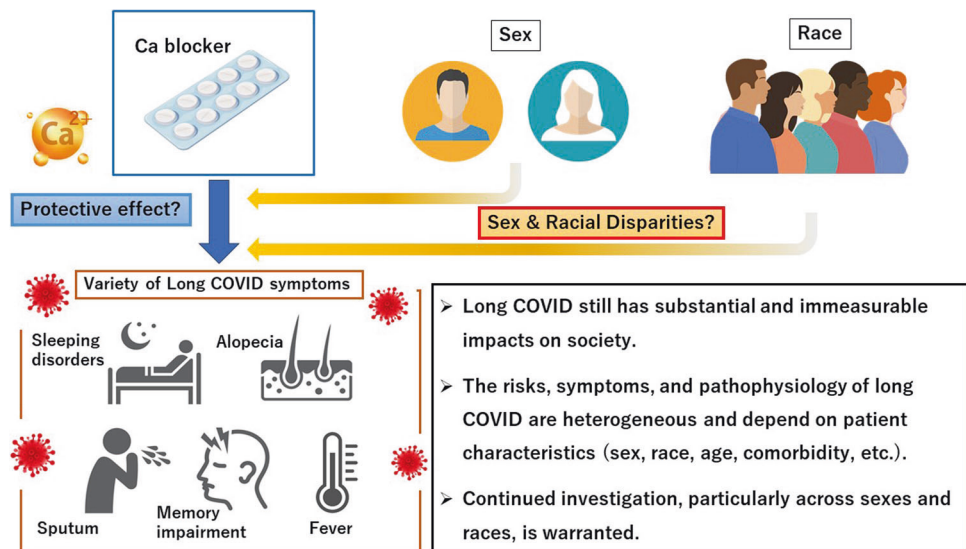 Ca blocker
Sex
Race
Ca 2+
Protective effect?
Sex & Racial Disparities?
Variety of Long COVID symptoms
Sleeping
disorders
Alopecia
Sputum
Memory
impairment
Fever
➢ Long COVID still has substantial and immeasurable
impacts on society.
➢ The risks, symptoms, and pathophysiology of long
COVID are heterogeneous and depend on patient
characteristics (sex, race, age, comorbidity, etc.).
➢ Continued investigation, particularly across sexes and
races, is warranted.